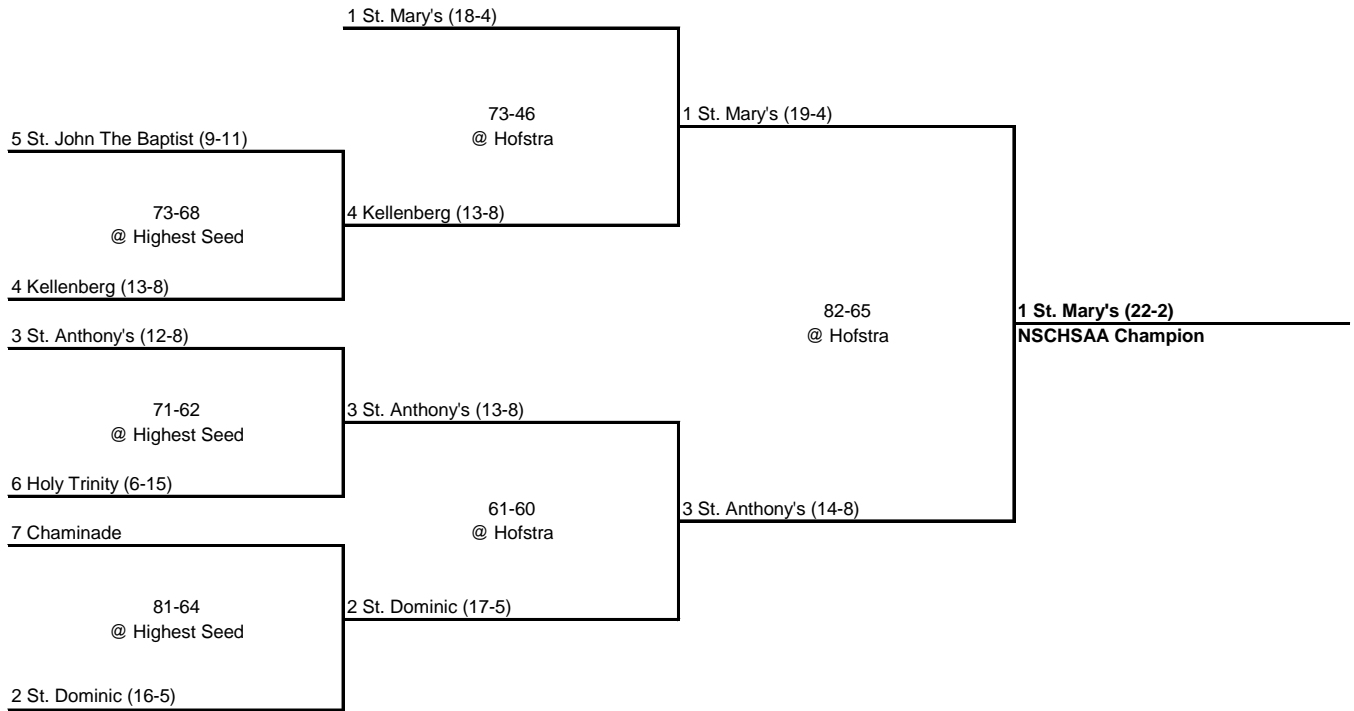 1 St. Mary's (18-4)
73-46
@ Hofstra
1 St. Mary's (19-4)
5 St. John The Baptist (9-11)
73-68
@ Highest Seed
4 Kellenberg (13-8)
4 Kellenberg (13-8)
82-65
@ Hofstra
1 St. Mary's (22-2)
NSCHSAA Champion
3 St. Anthony's (12-8)
71-62
@ Highest Seed
3 St. Anthony's (13-8)
6 Holy Trinity (6-15)
61-60
@ Hofstra
3 St. Anthony's (14-8)
7 Chaminade
81-64
@ Highest Seed
2 St. Dominic (17-5)
2 St. Dominic (16-5)